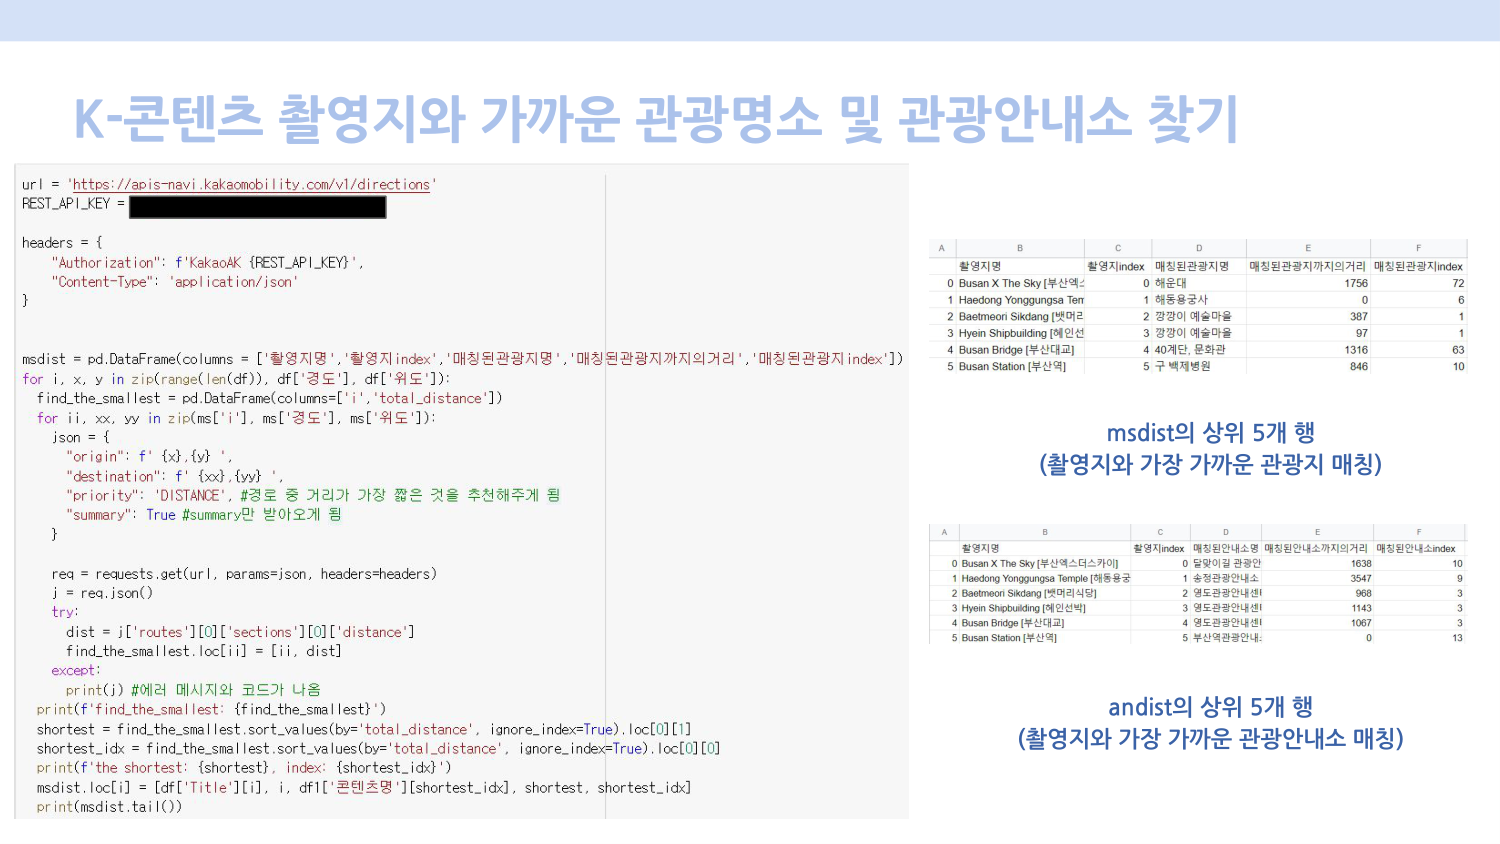 K-콘텐츠 촬영지와 가까운 관광명소 및 관광안내소 찾기
url = 'https://apis-navi.kakaomobility.com/v1/directions'
REST_API_KEY =
headers = {
"Authorization": f'KakaoAK {REST_API_KEY}',
"Content-Type": 'application/json'
}
msdist = pd.DataFrame(columns = ['촬영지명','촬영지index','매칭된관광지명','매칭된관광지까지의거리','매칭된관광지index'])
for i, x, y in zip(range(len(df)), df['경도'], df['위도']):
find_the_smallest = pd.DataFrame(columns=['i','total_distance'])
for ii, xx, yy in zip(ms['i'], ms['경도'], ms['위도']):
json = {
"origin": f' {x},{y} ',
"destination": f' {xx},{yy} ',
"priority": 'DISTANCE', #경로 중 거리가 가장 짧은 것을 추천해주게 됨
"summary": True #summary만 받아오게 됨
}
req = requests.get(url, params=json, headers=headers)
j = req.json()
try:
dist = j['routes'][0]['sections'][0]['distance']
find_the_smallest.loc[ii] = [ii, dist]
except:
print(j) #에러 메시지와 코드가 나옴
print(f'find_the_smallest: {find_the_smallest}')
shortest = find_the_smallest.sort_values(by='total_distance', ignore_index=True).loc[0][1]
shortest_idx = find_the_smallest.sort_values(by='total_distance', ignore_index=True).loc[0][0]
print(f'the shortest: {shortest}, index: {shortest_idx}')
msdist.loc[i] = [df['Title'][i], i, df1['콘텐츠명'][shortest_idx], shortest, shortest_idx]
print(msdist.tail())
A B C D E F
촬영지명 촬영지index 매칭된관광지명 매칭된관광지까지의거리 매칭된관광지index
0 Busan X The Sky [부산엑스 0 해운대 1756 72
1 Haedong Yonggungsa Tem 1 해동용궁사 0 6
2 Baetmeori Sikdang [뱃머리 2 깡깡이 예술마을 387 1
3 Hyein Shipbuilding [혜인선 3 깡깡이 예술마을 97 1
4 Busan Bridge [부산대교] 4 40계단, 문화관 1316 63
5 Busan Station [부산역] 5 구 백제병원 846 10
msdist의 상위 5개 행
(촬영지와 가장 가까운 관광지 매칭)
A B C D E F
촬영지명 촬영지index 매칭된안내소명 매칭된안내소까지의거리 매칭된안내소index
0 Busan X The Sky [부산엑스더스카이] 0 달맞이길 관광안 1638 10
1 Haedong Yonggungsa Temple [해동용궁 1 송정관광안내소 3547 9
2 Baetmeori Sikdang [뱃머리식당] 2 영도관광안내센터 968 3
3 Hyein Shipbuilding [혜인선박] 3 영도관광안내센터 1143 3
4 Busan Bridge [부산대교] 4 영도관광안내센터 1067 3
5 Busan Station [부산역] 5 부산역관광안내소 0 13
andist의 상위 5개 행
(촬영지와 가장 가까운 관광안내소 매칭)